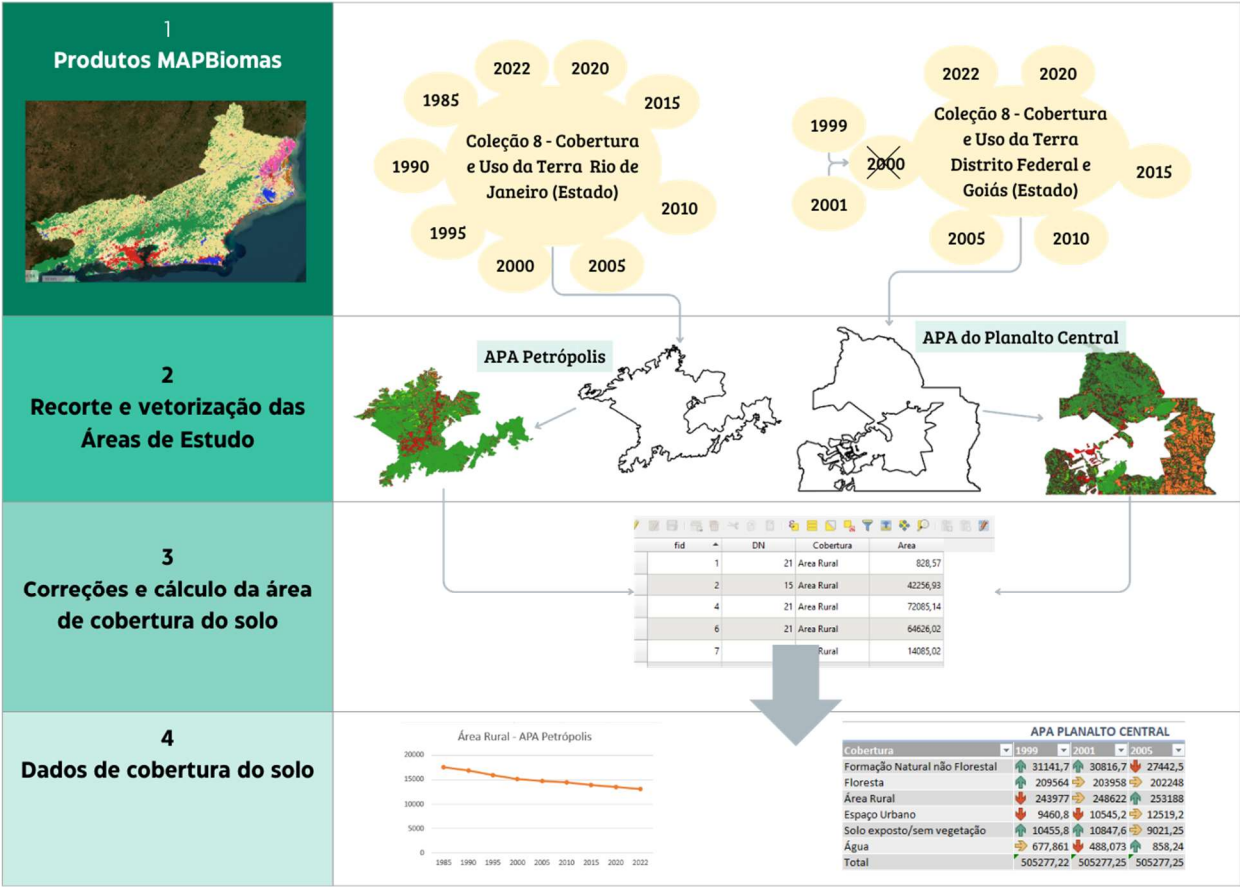 1
Produtos MAPBiomas
2022
2020
1985
2015
1990
Coleção 8 - Cobertura
e Uso da Terra Rio de
Janeiro (Estado)
2010
1995
2000
2005
2022
2020
1999
2000
2001
Coleção 8 - Cobertura
e Uso da Terra
Distrito Federal e
Goiás (Estado)
2015
2005
2010
2
Recorte e vetorização das
Áreas de Estudo
APA Petrópolis
APA do Planalto Central
3
Correções e cálculo da área
de cobertura do solo
fid DN Cobertura Area
1 21 Area Rural 828,57
2 15 Area Rural 42256,93
4 21 Area Rural 72085,14
6 21 Area Rural 64626,02
7 Rural 14085,02
4
Dados de cobertura do solo
Área Rural - APA Petrópolis
20000
15000
10000
5000
0
1985 1990 1995 2000 2005 2010 2015 2020 2022
APA PLANALTO CENTRAL
Cobertura 1999 2001 2005
Formação Natural não Florestal 31141,7 30816,7 27442,5
Floresta 209564 203958 202248
Área Rural 243977 248622 253188
Espaço Urbano 9460,8 10545,2 12519,2
Solo exposto/sem vegetação 10455,8 10847,6 9021,25
Água 677,861 488,073 858,24
Total 505277,22 505277,25 505277,25